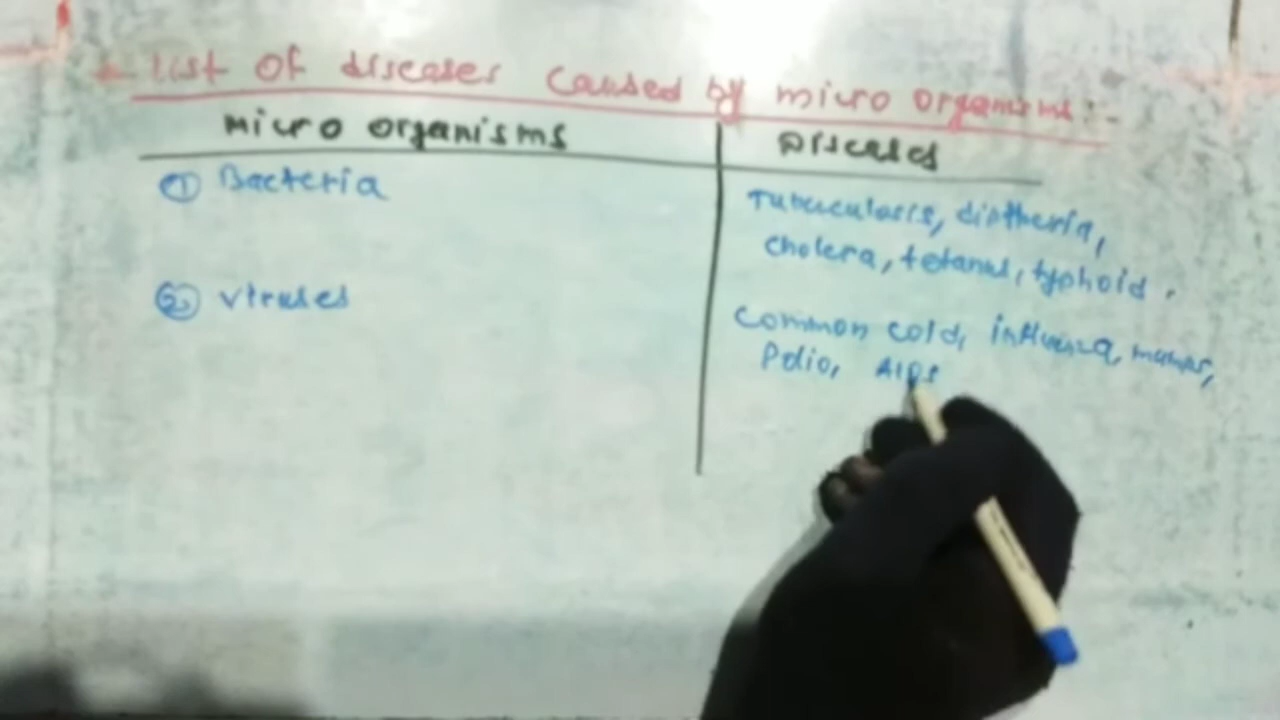 List of diseases caused by micro organisms:-
Micro organisms Diseases
① Bacteria
Tuberculosis, diptheria,
cholera, tetanus, typhoid.
② Viruses
Common cold, influenza, mumps,
Polio, AIDS